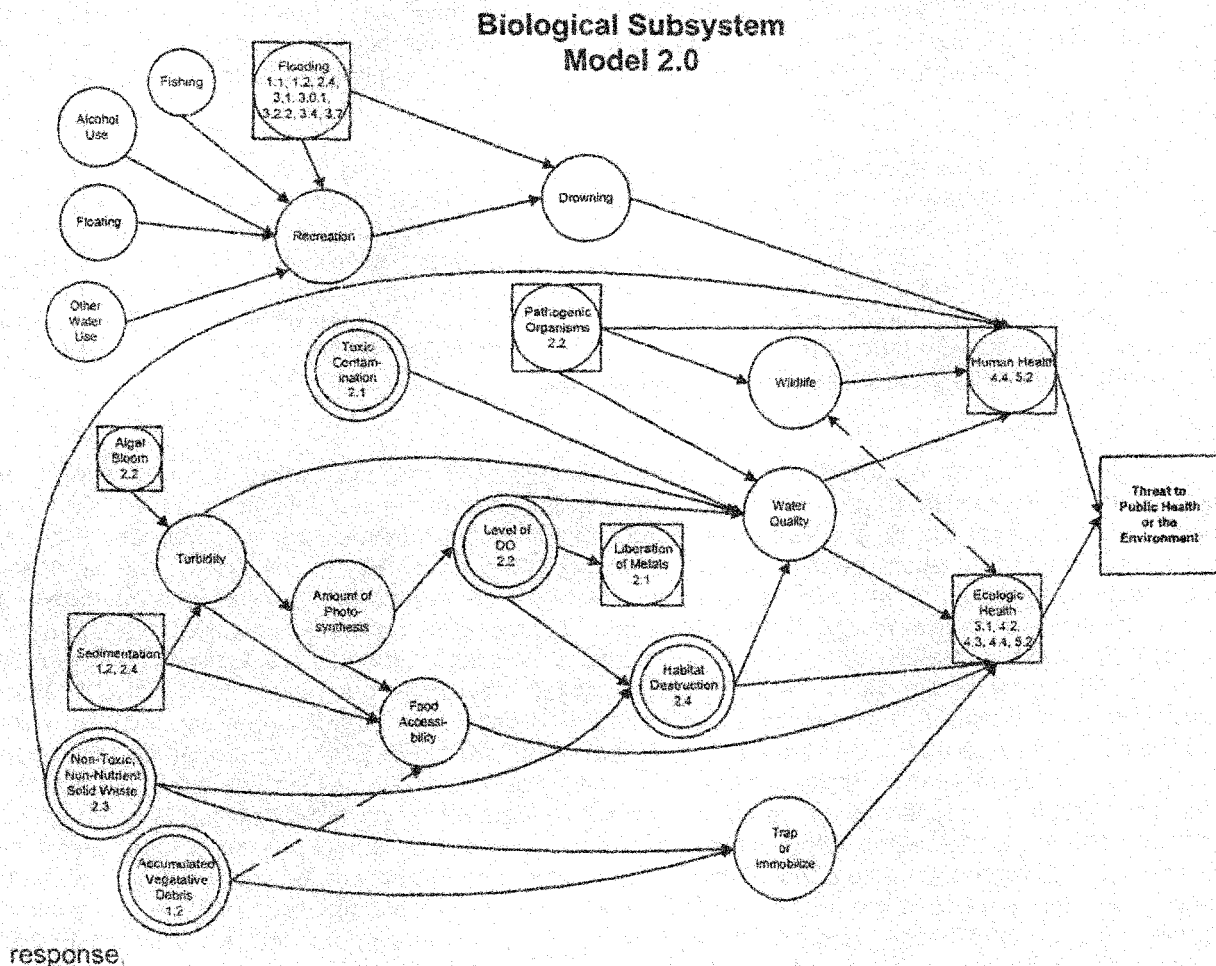 Biological Subsystem
Model 2.0
Fishing
Flooding
1.1, 1.2, 2.4,
3.1, 3.0.1,
3.2.2, 3.4, 3.7
Alcohol
Use
Floating
Recreation
Drowning
Other
Water
Use
Toxic
Contam-
ination
2.1
Pathogenic
Organisms
2.2
Wildlife
Human Health
4.4, 5.2
Algal
Bloom
2.2
Turbidity
Level of
DO
2.2
Liberation
of Metals
2.1
Water
Quality
Threat to
Public Health
or the
Environment
Amount of
Photo-
synthesis
Ecologic
Health
3.1, 4.2,
4.3, 4.4, 5.2
Sedimentation
1.2, 2.4
Habitat
Destruction
2.4
Food
Accessi-
bility
Non-Toxic,
Non-Nutrient
Solid Waste
2.3
Trap
or
Immobilize
Accumulated
Vegatative
Debris
1.2
response,